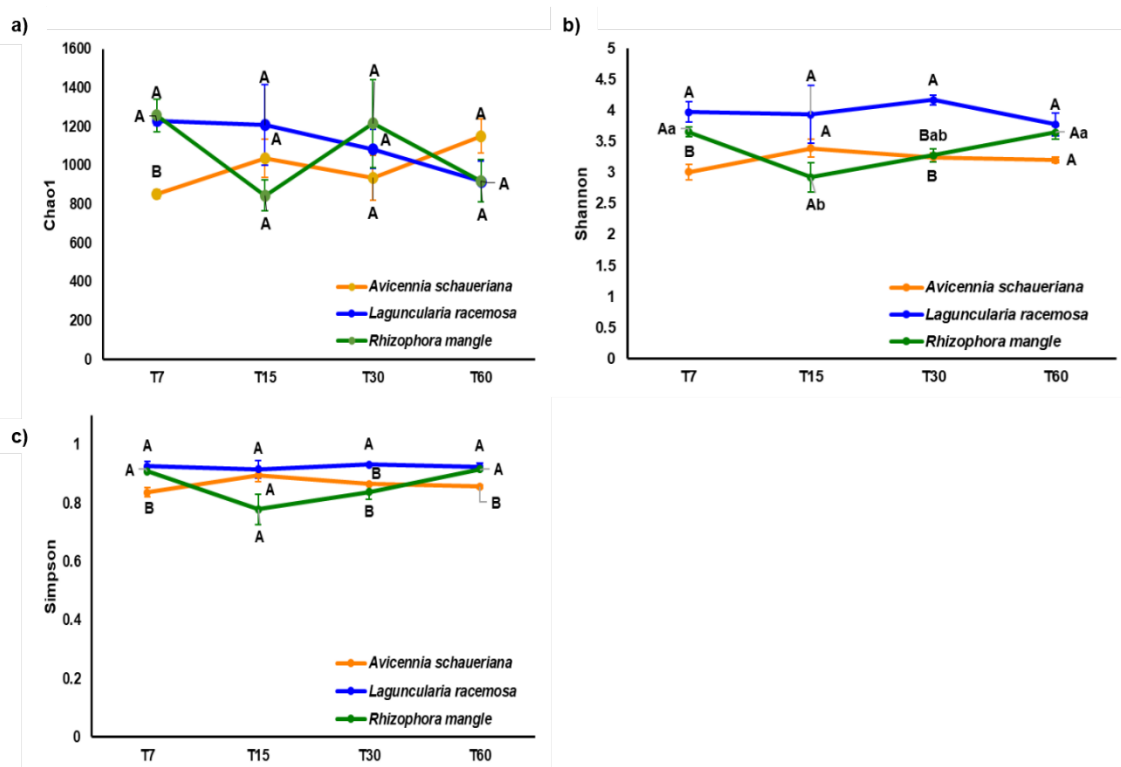 a)
1600
A
A
A
1400
A
A
1200
A
1000
B
A
800
A
A
A
600
400
200
0
Chao1
Avicennia schaueriana
Laguncularia racemosa
Rhizophora mangle
T7
T15
T30
T60
b)
5
4.5
A
A
A
A
4
Aa
A
Bab
Aa
3.5
B
A
3
B
2.5
Ab
2
1.5
1
0.5
0
Shannon
Avicennia schaueriana
Laguncularia racemosa
Rhizophora mangle
T7
T15
T30
T60
c)
A
A
A
A
1
A
B
A
A
0.8
B
A
B
B
0.6
0.4
0.2
0
Simpson
Avicennia schaueriana
Laguncularia racemosa
Rhizophora mangle
T7
T15
T30
T60